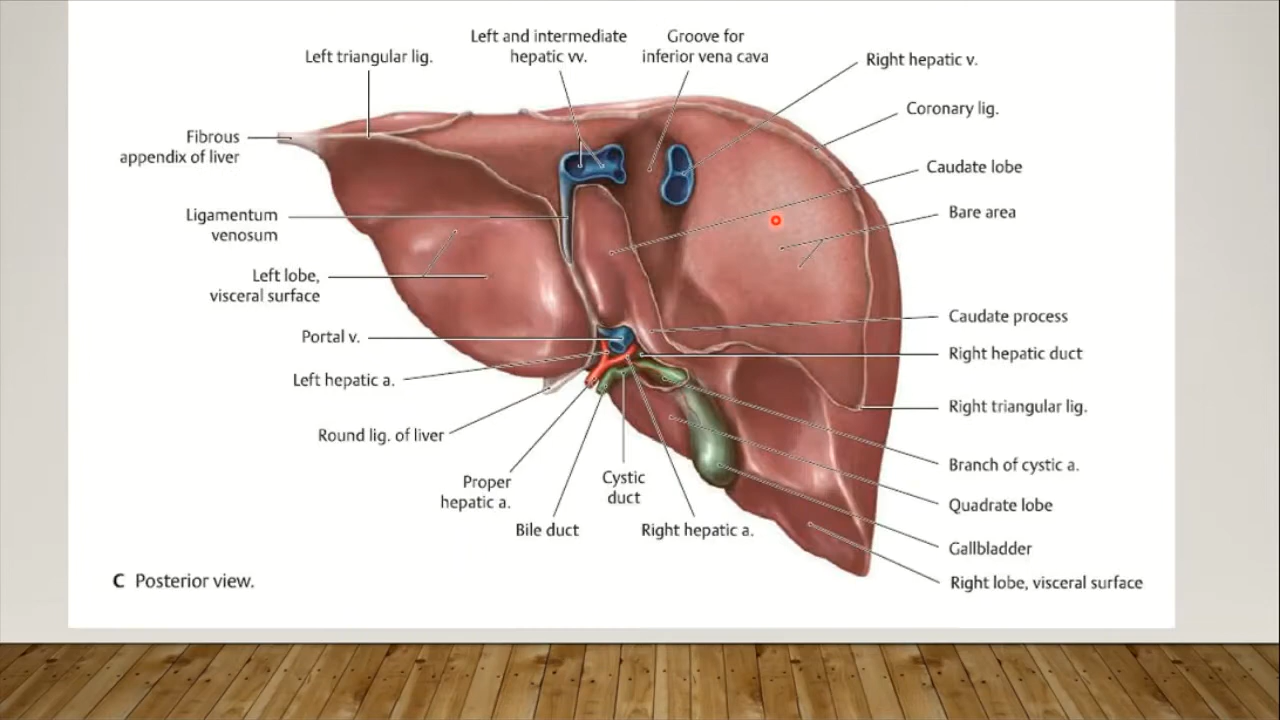 Left and intermediate
hepatic vv.
Groove for
inferior vena cava
Left triangular lig.
Right hepatic v.
Coronary lig.
Fibrous
appendix of liver
Caudate lobe
Bare area
Ligamentum
venosum
Left lobe,
visceral surface
Caudate process
Portal v.
Right hepatic duct
Left hepatic a.
Right triangular lig.
Round lig. of liver
Branch of cystic a.
Proper
hepatic a.
Cystic
duct
Quadrate lobe
Bile duct
Right hepatic a.
Gallbladder
Right lobe, visceral surface
C Posterior view.